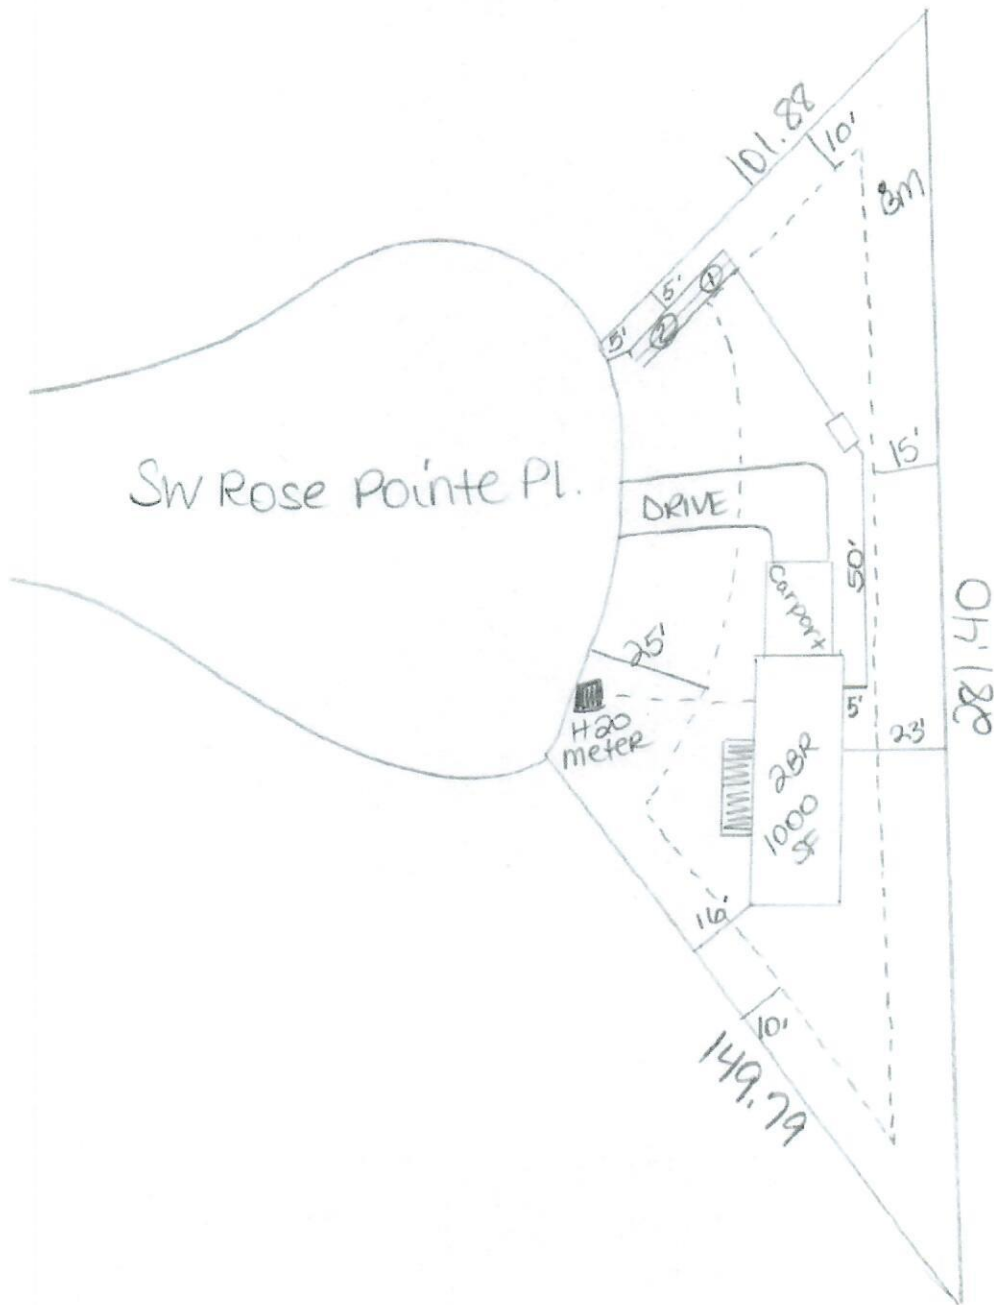 101.88
10'
BM
5'
①
②
5'
SW Rose Pointe Pl.
DRIVE
15'
Carport
50'
25'
281.40
H20
meter
5'
23'
2BR
1000
SF
16'
10'
149.79